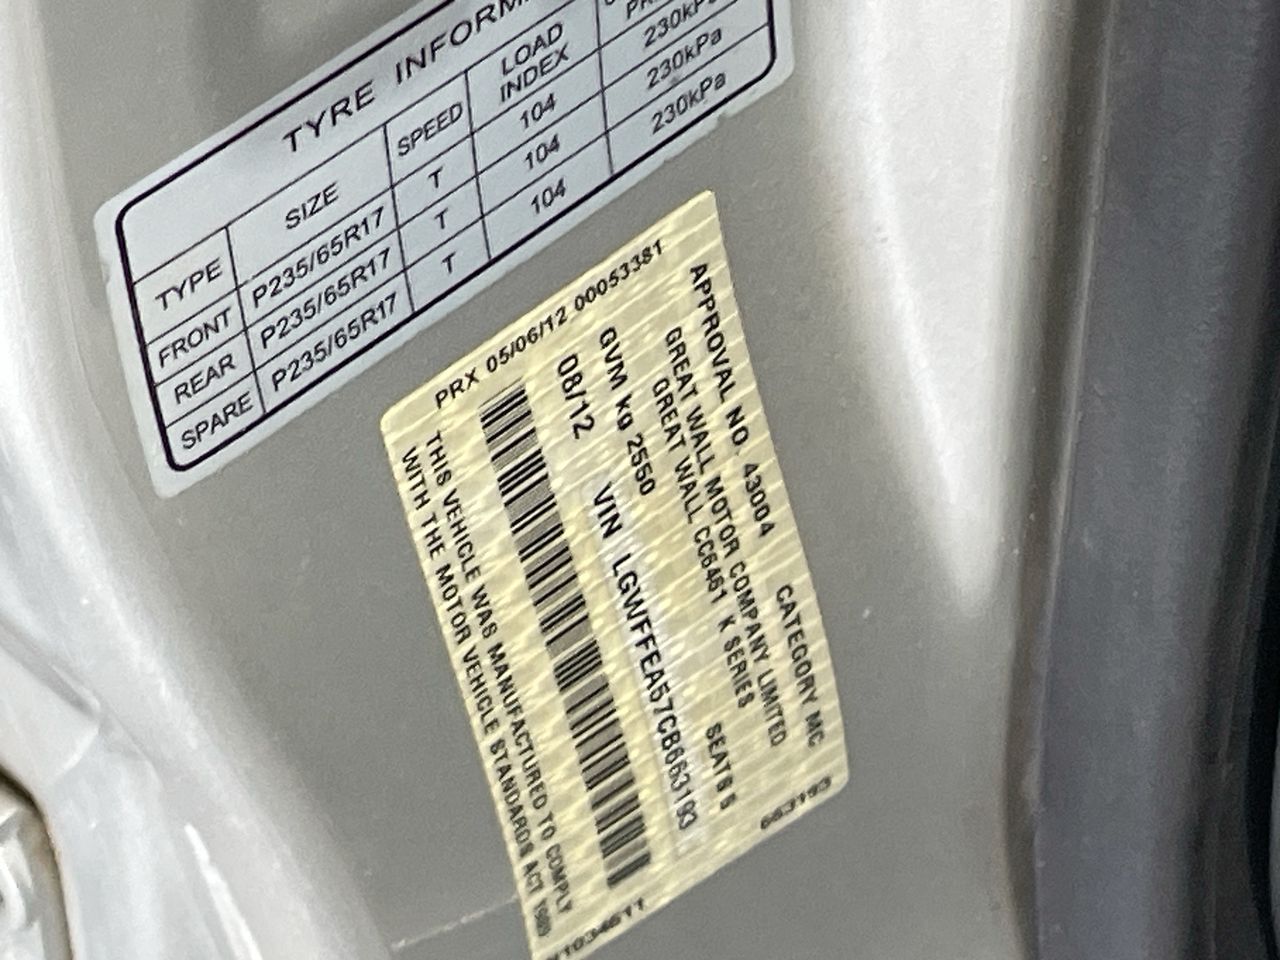 TYRE
TYPE SIZE SPEED LOAD INDEX
FRONT P235/65R17 T 104 230kPa
REAR P235/65R17 T 104 230kPa
SPARE P235/65R17 T 104 230kPa
PRX 05/06/12 00053381
APPROVAL NO. 43004 CATEGORY MC
GREAT WALL MOTOR COMPANY LIMITED
GREAT WALL CC6461 K SERIES
GVM kg 2550 SEATS 5
08/12 VIN LGWFFEA57CB663193
THIS VEHICLE WAS MANUFACTURED TO COMPLY
WITH THE MOTOR VEHICLE STANDARDS ACT 1989
663193